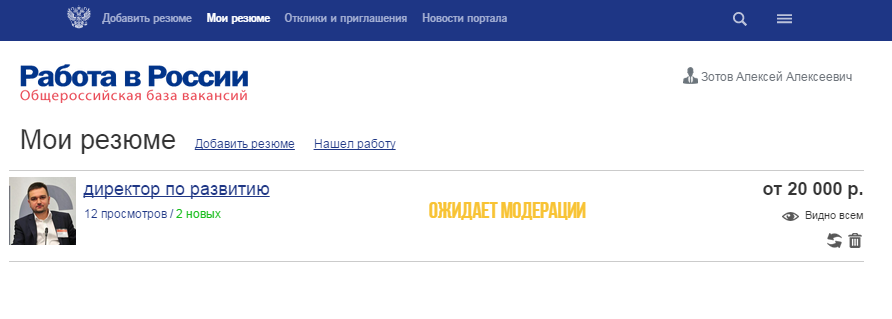 Добавить резюме Мои резюме Отклики и приглашения Новости портала
Работа в России
Общероссийская база вакансий
Зотов Алексей Алексеевич
Мои резюме Добавить резюме Нашел работу
директор по развитию
12 просмотров / 2 новых
ОЖИДАЕТ МОДЕРАЦИИ
от 20 000 р.
Видно всем